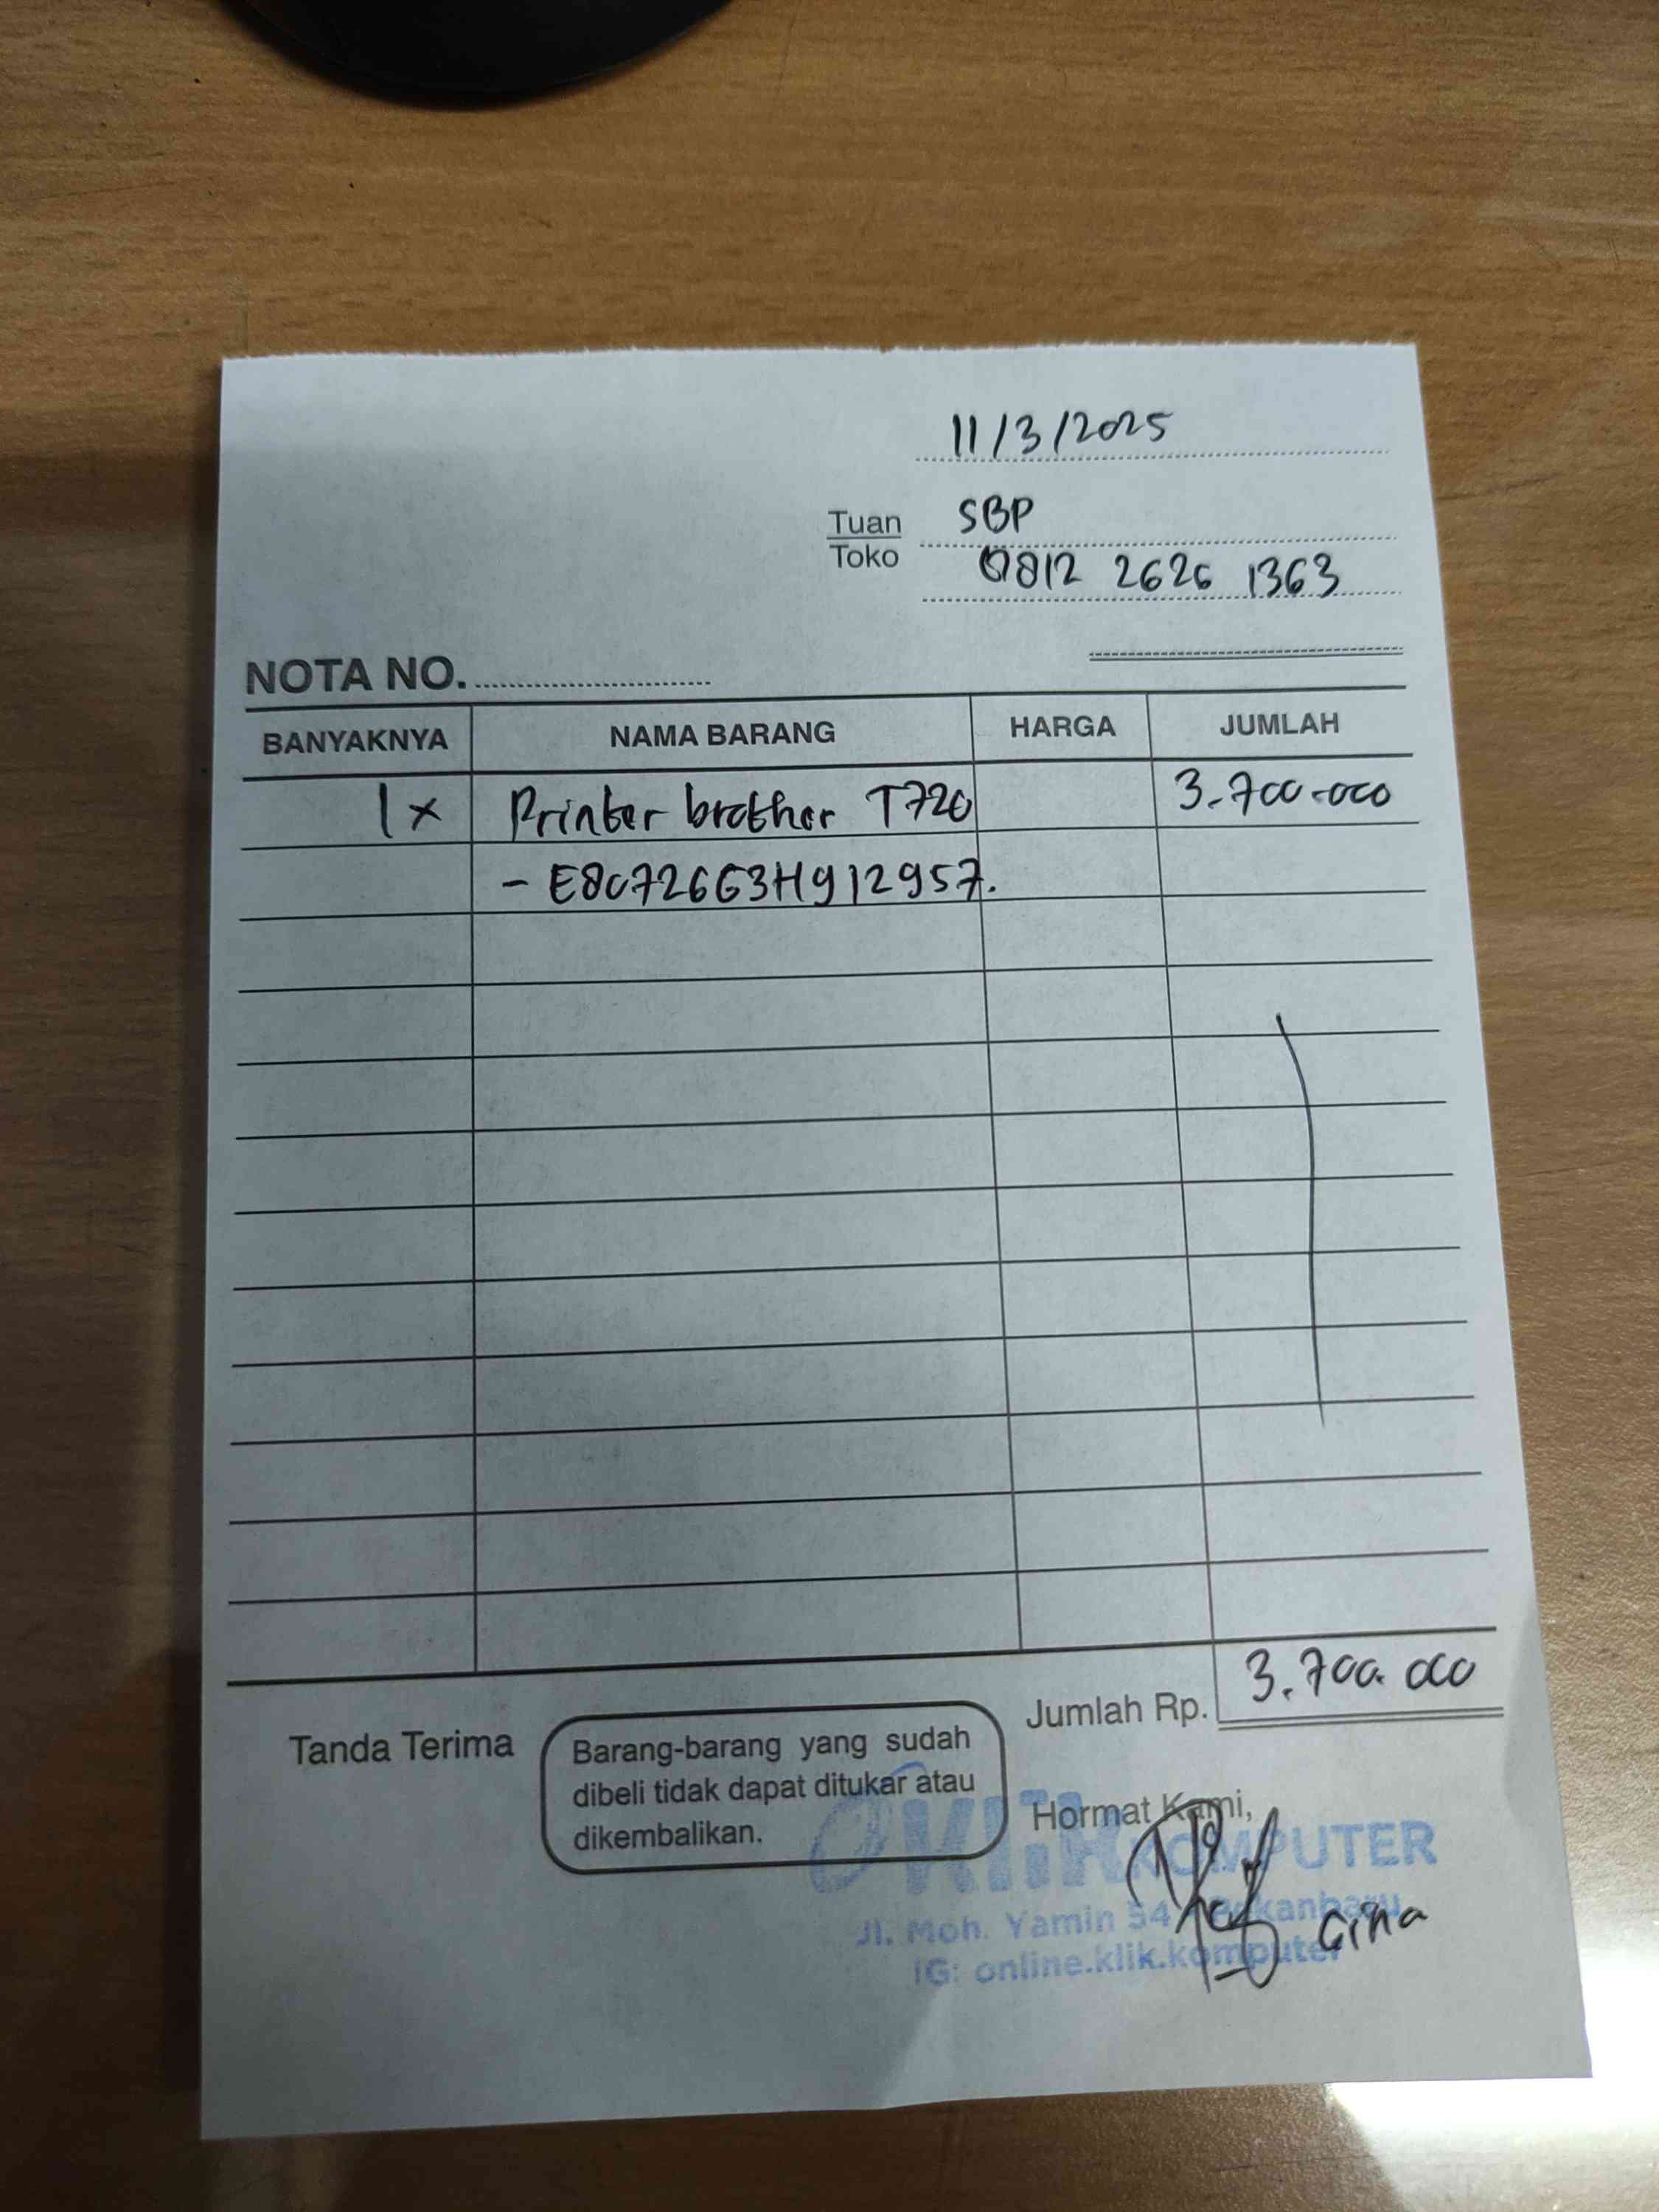 11/3/2025
Tuan SBP
Toko 0812 2626 1363
NOTA NO.
BANYAKNYA NAMA BARANG HARGA JUMLAH
1x Printer brother T720 3.700.000
- E80726G3H912957.
Jumlah Rp. 3.700.000
Tanda Terima
Barang-barang yang sudah
dibeli tidak dapat ditukar atau
dikembalikan.
Hormat Kami,
KliK KOMPUTER
Jl. Moh. Yamin 54 Pekanbaru
IG: online.klik.komputer
Gina